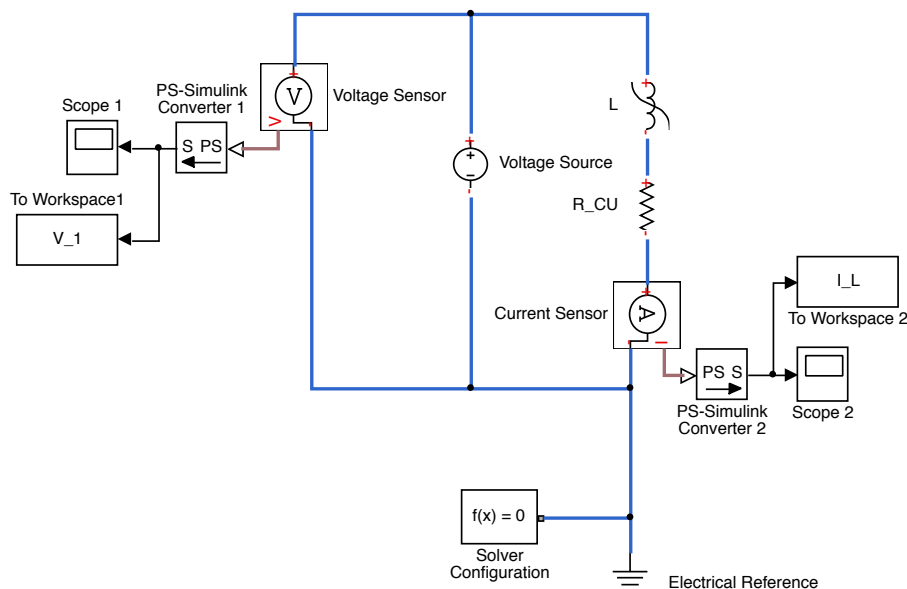 Scope 1
PS-Simulink
Converter 1
V
V
Voltage Sensor
S PS
To Workspace1
V_1
Voltage Source
L
R_CU
Current Sensor
A
I
I_L
To Workspace 2
PS S
PS-Simulink
Converter 2
Scope 2
f(x) = 0
Solver
Configuration
Electrical Reference